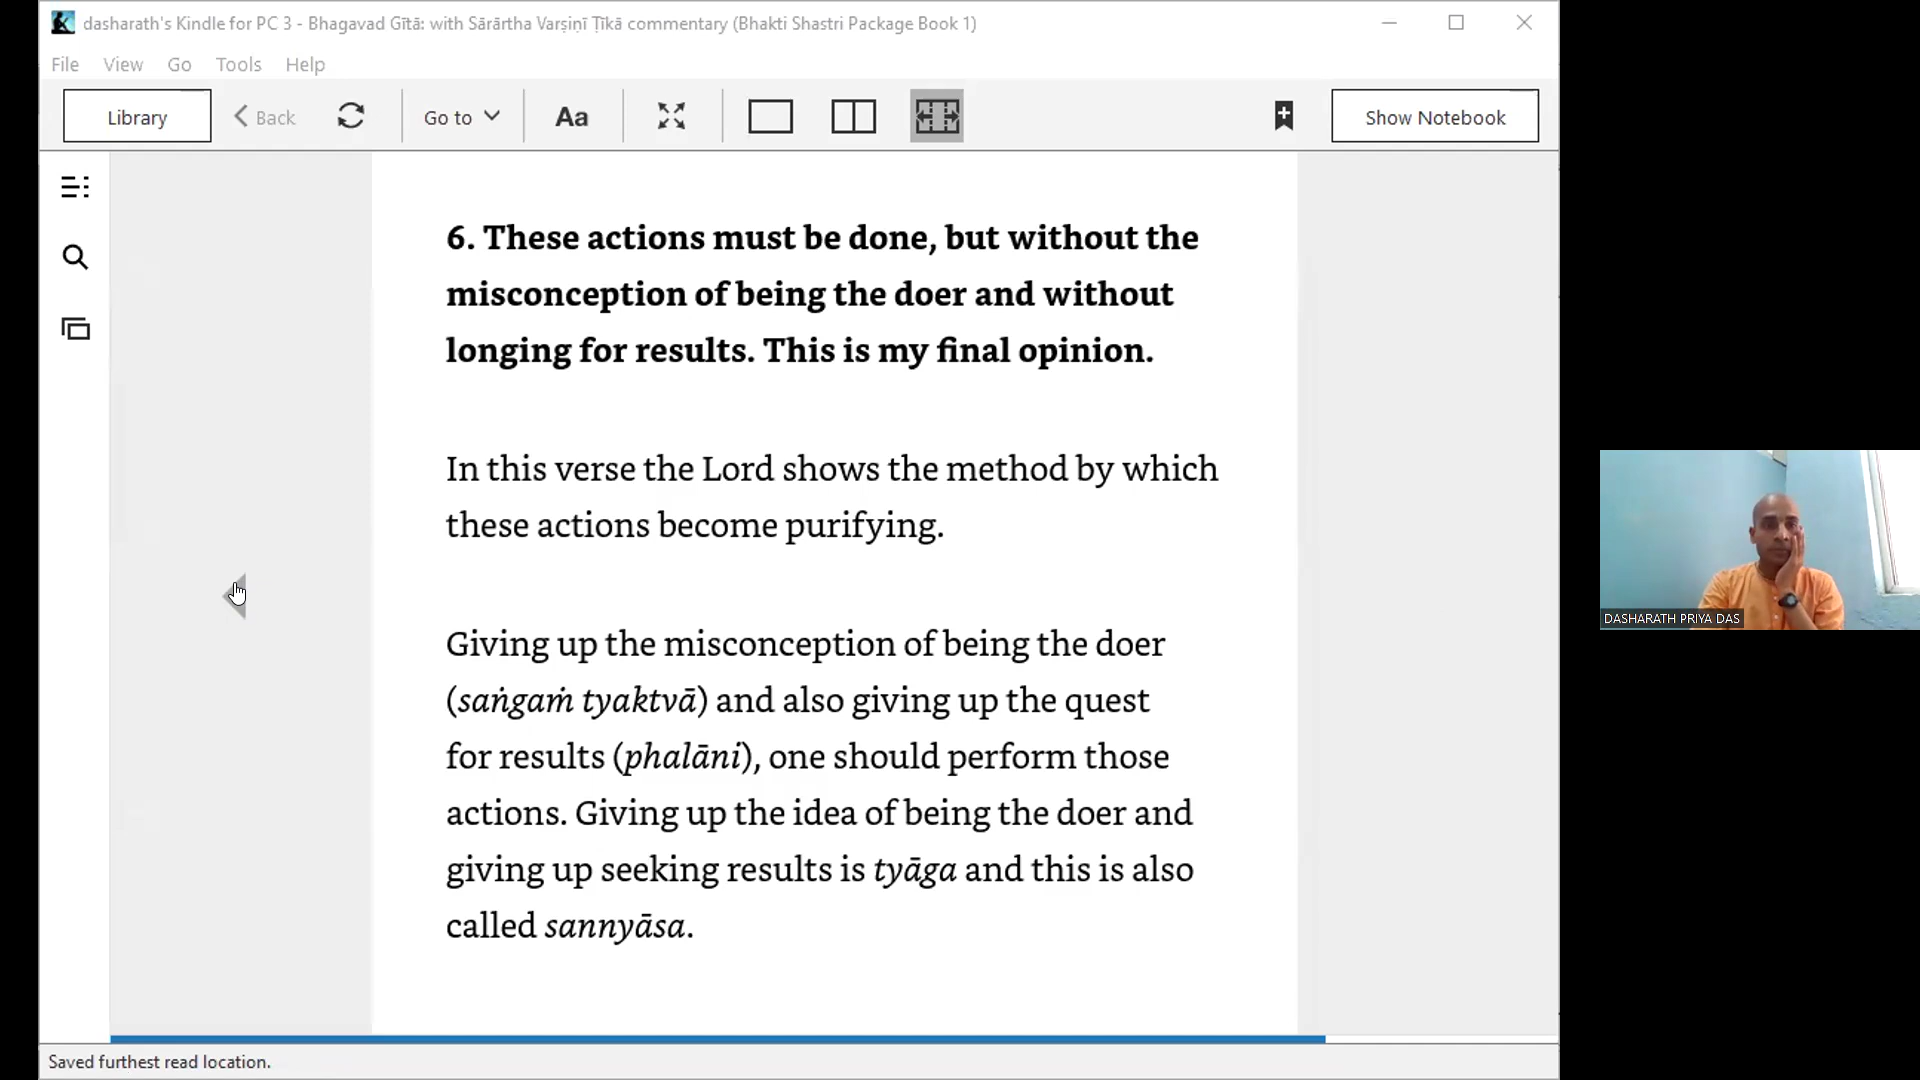 dasharath's Kindle for PC 3 - Bhagavad Gītā: with Sārārtha Varṣiṇī Ṭīkā commentary (Bhakti Shastri Package Book 1)
File View Go Tools Help
Library Back Go to Aa Show Notebook
6. These actions must be done, but without the
misconception of being the doer and without
longing for results. This is my final opinion.
In this verse the Lord shows the method by which
these actions become purifying.
Giving up the misconception of being the doer
(saṅgaṁ tyaktvā) and also giving up the quest
for results (phalāni), one should perform those
actions. Giving up the idea of being the doer and
giving up seeking results is tyāga and this is also
called sannyāsa.
DASHARATH PRIYA DAS
Saved furthest read location.